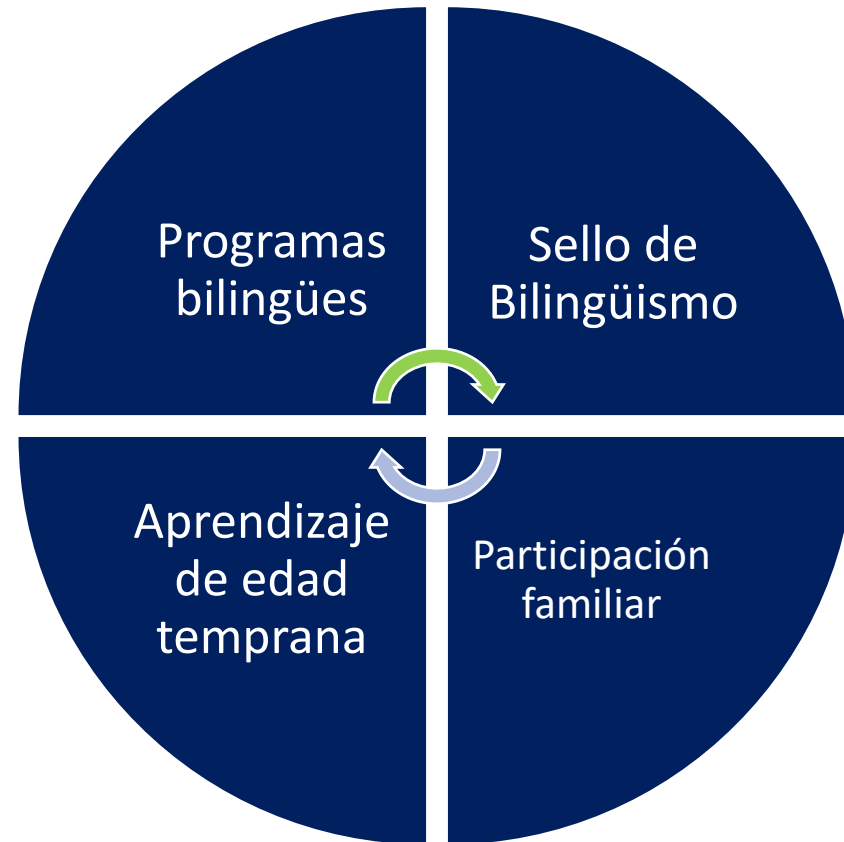 Programas
bilingües
Sello de
Bilingüismo
Aprendizaje
de edad
temprana
Participación
familiar